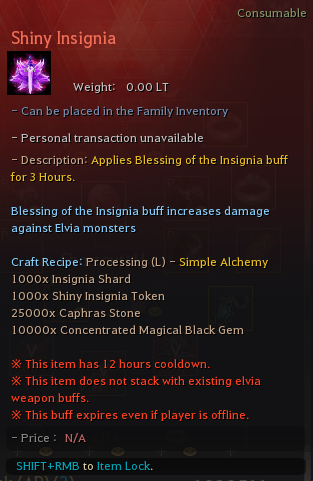 Consumable
Shiny Insignia
Weight: 0.00 LT
- Can be placed in the Family Inventory
- Personal transaction unavailable
- Description: Applies Blessing of the Insignia buff
for 3 Hours.
Blessing of the Insignia buff increases damage
against Elvia monsters
Craft Recipe: Processing (L) - Simple Alchemy
1000x Insignia Shard
1000x Shiny Insignia Token
25000x Caphras Stone
10000x Concentrated Magical Black Gem
※ This item has 12 hours cooldown.
※ This item does not stack with existing elvia
weapon buffs.
※ This buff expires even if player is offline.
- Price : N/A
SHIFT+RMB to Item Lock.